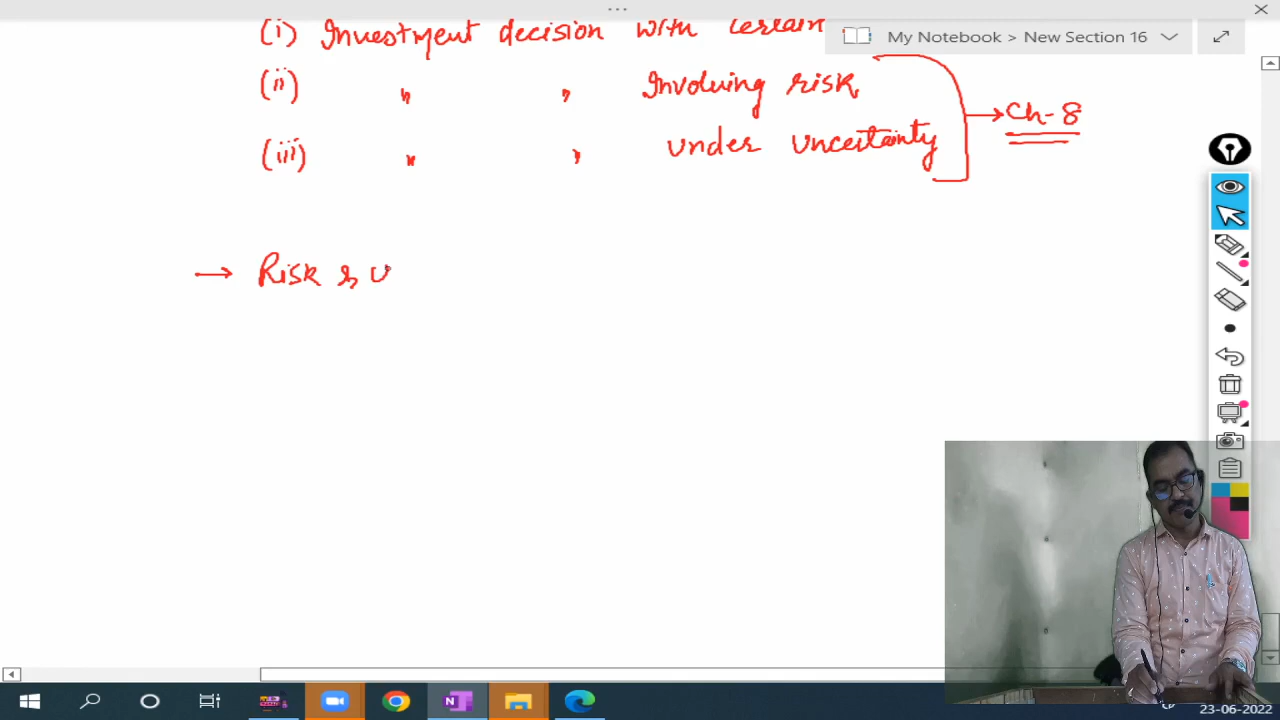 (i) Investment decision with certain
My Notebook > New Section 16
(ii) " " Involving risk
(iii) " " under uncertainty
→ Ch-8
→ Risk & U
23-06-2022